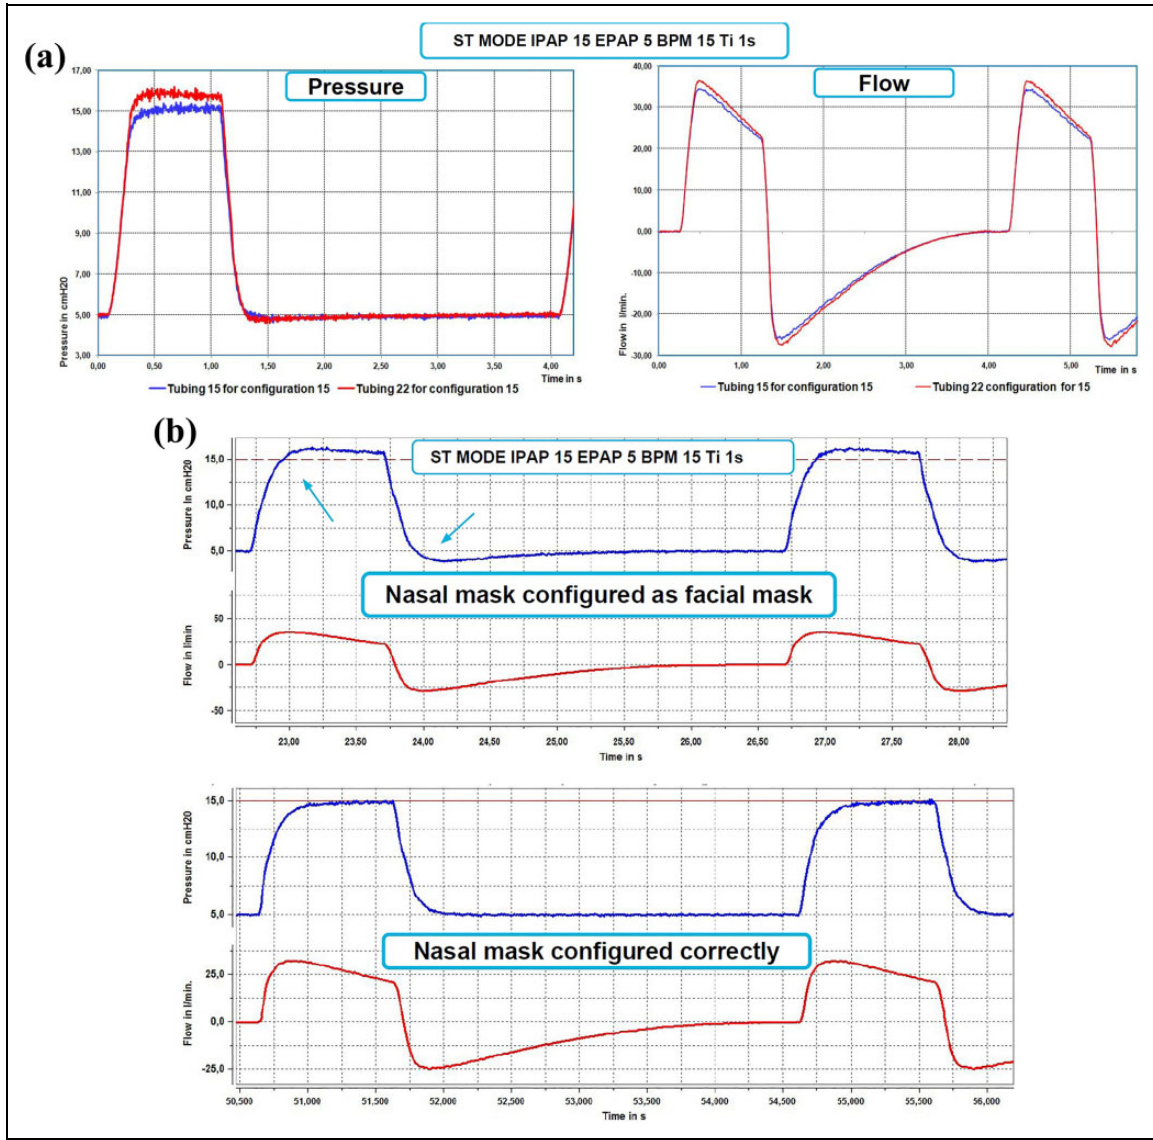 (a)
ST MODE IPAP 15 EPAP 5 BPM 15 Ti 1s
Pressure
17,00
15,00
13,00
11,00
9,00
7,00
5,00
3,00
Pressure in cmH20
0,00 0,50 1,00 1,50 2,00 2,50 3,00 3,50 4,00
Time in s
Tubing 15 for configuration 15 Tubing 22 for configuration 15
Flow
40,00
30,00
20,00
10,00
0,00
-10,00
-20,00
-30,00
Flow in l/min.
0,00 1,00 2,00 3,00 4,00 5,00
Time in s
Tubing 15 for configuration 15 Tubing 22 configuration for 15
(b)
ST MODE IPAP 15 EPAP 5 BPM 15 Ti 1s
15,0
10,0
5,0
Pressure in cmH20
Nasal mask configured as facial mask
50
0
-50
Flow in l/min
23,00 23,50 24,00 24,50 25,00 25,50 26,00 26,50 27,00 27,50 28,00
Time in s
15,0
10,0
5,0
Pressure in cmH20
Nasal mask configured correctly
25,0
0,0
-25,0
Flow in l/min.
50,500 51,000 51,500 52,000 52,500 53,000 53,500 54,000 54,500 55,000 55,500 56,000
Time in s